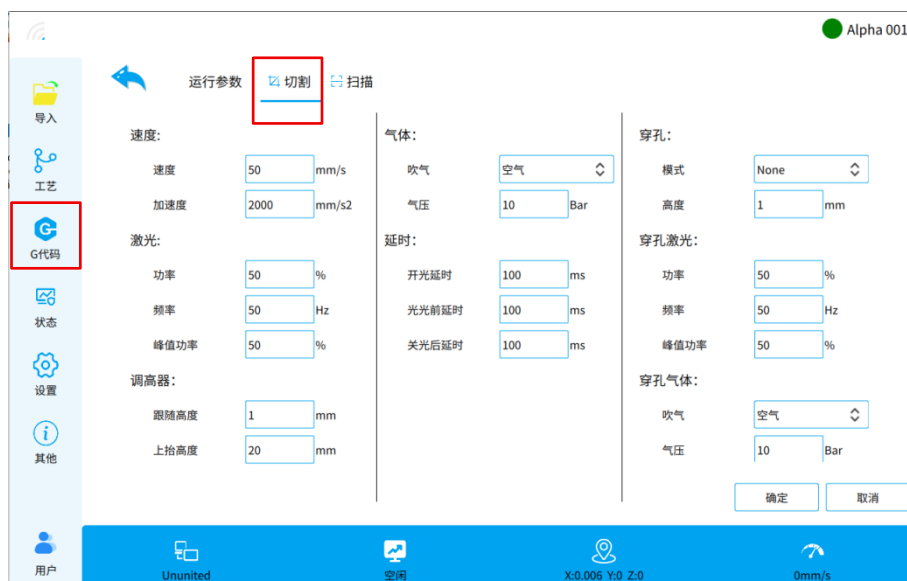 Alpha 001
运行参数
切割
扫描
导入
工艺
G代码
状态
设置
其他
用户
速度:
速度 50 mm/s
加速度 2000 mm/s2
激光:
功率 50 %
频率 50 Hz
峰值功率 50 %
调高器：
跟随高度 1 mm
上抬高度 20 mm
气体：
吹气 空气
气压 10 Bar
延时：
开光延时 100 ms
光光前延时 100 ms
关光后延时 100 ms
穿孔：
模式 None
高度 1 mm
穿孔激光：
功率 50 %
频率 50 Hz
峰值功率 50 %
穿孔气体：
吹气 空气
气压 10 Bar
确定
取消
Ununited
空闲
X:0.006 Y:0 Z:0
0mm/s